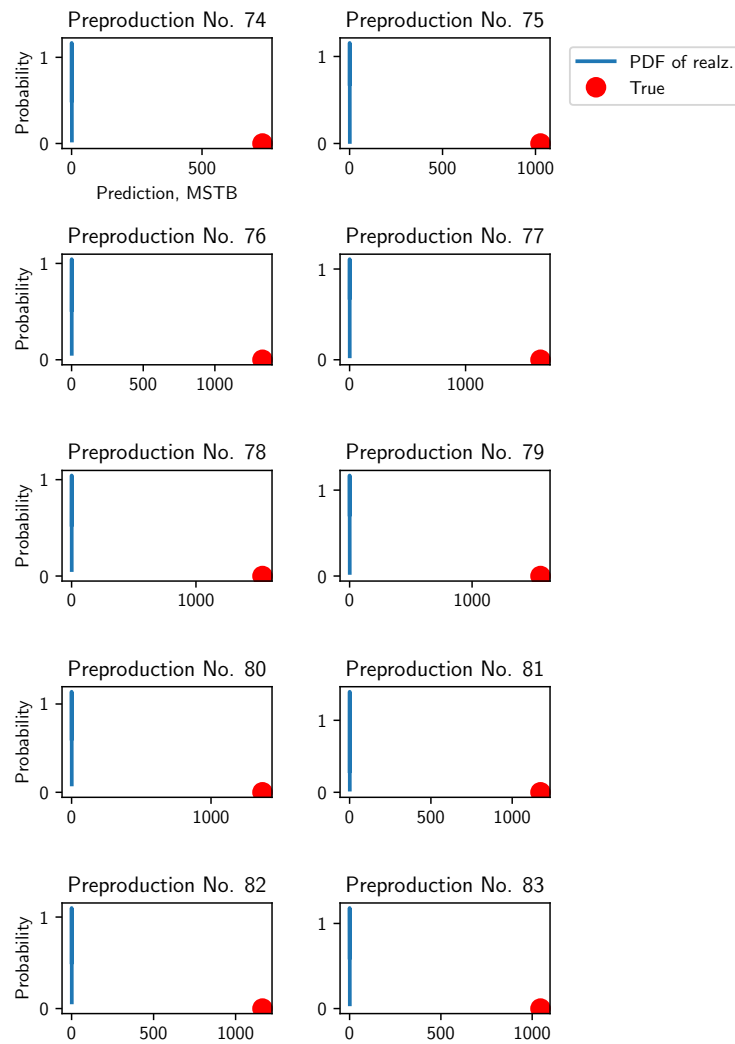 Preproduction No. 74
Probability
1
0
0 500
Prediction, MSTB
Preproduction No. 75
1
0
0 500 1000
PDF of realz.
True
Preproduction No. 76
Probability
1
0
0 500 1000
Preproduction No. 77
1
0
0 1000
Preproduction No. 78
Probability
1
0
0 1000
Preproduction No. 79
1
0
0 1000
Preproduction No. 80
Probability
1
0
0 1000
Preproduction No. 81
1
0
0 500 1000
Preproduction No. 82
Probability
1
0
0 500 1000
Preproduction No. 83
1
0
0 500 1000